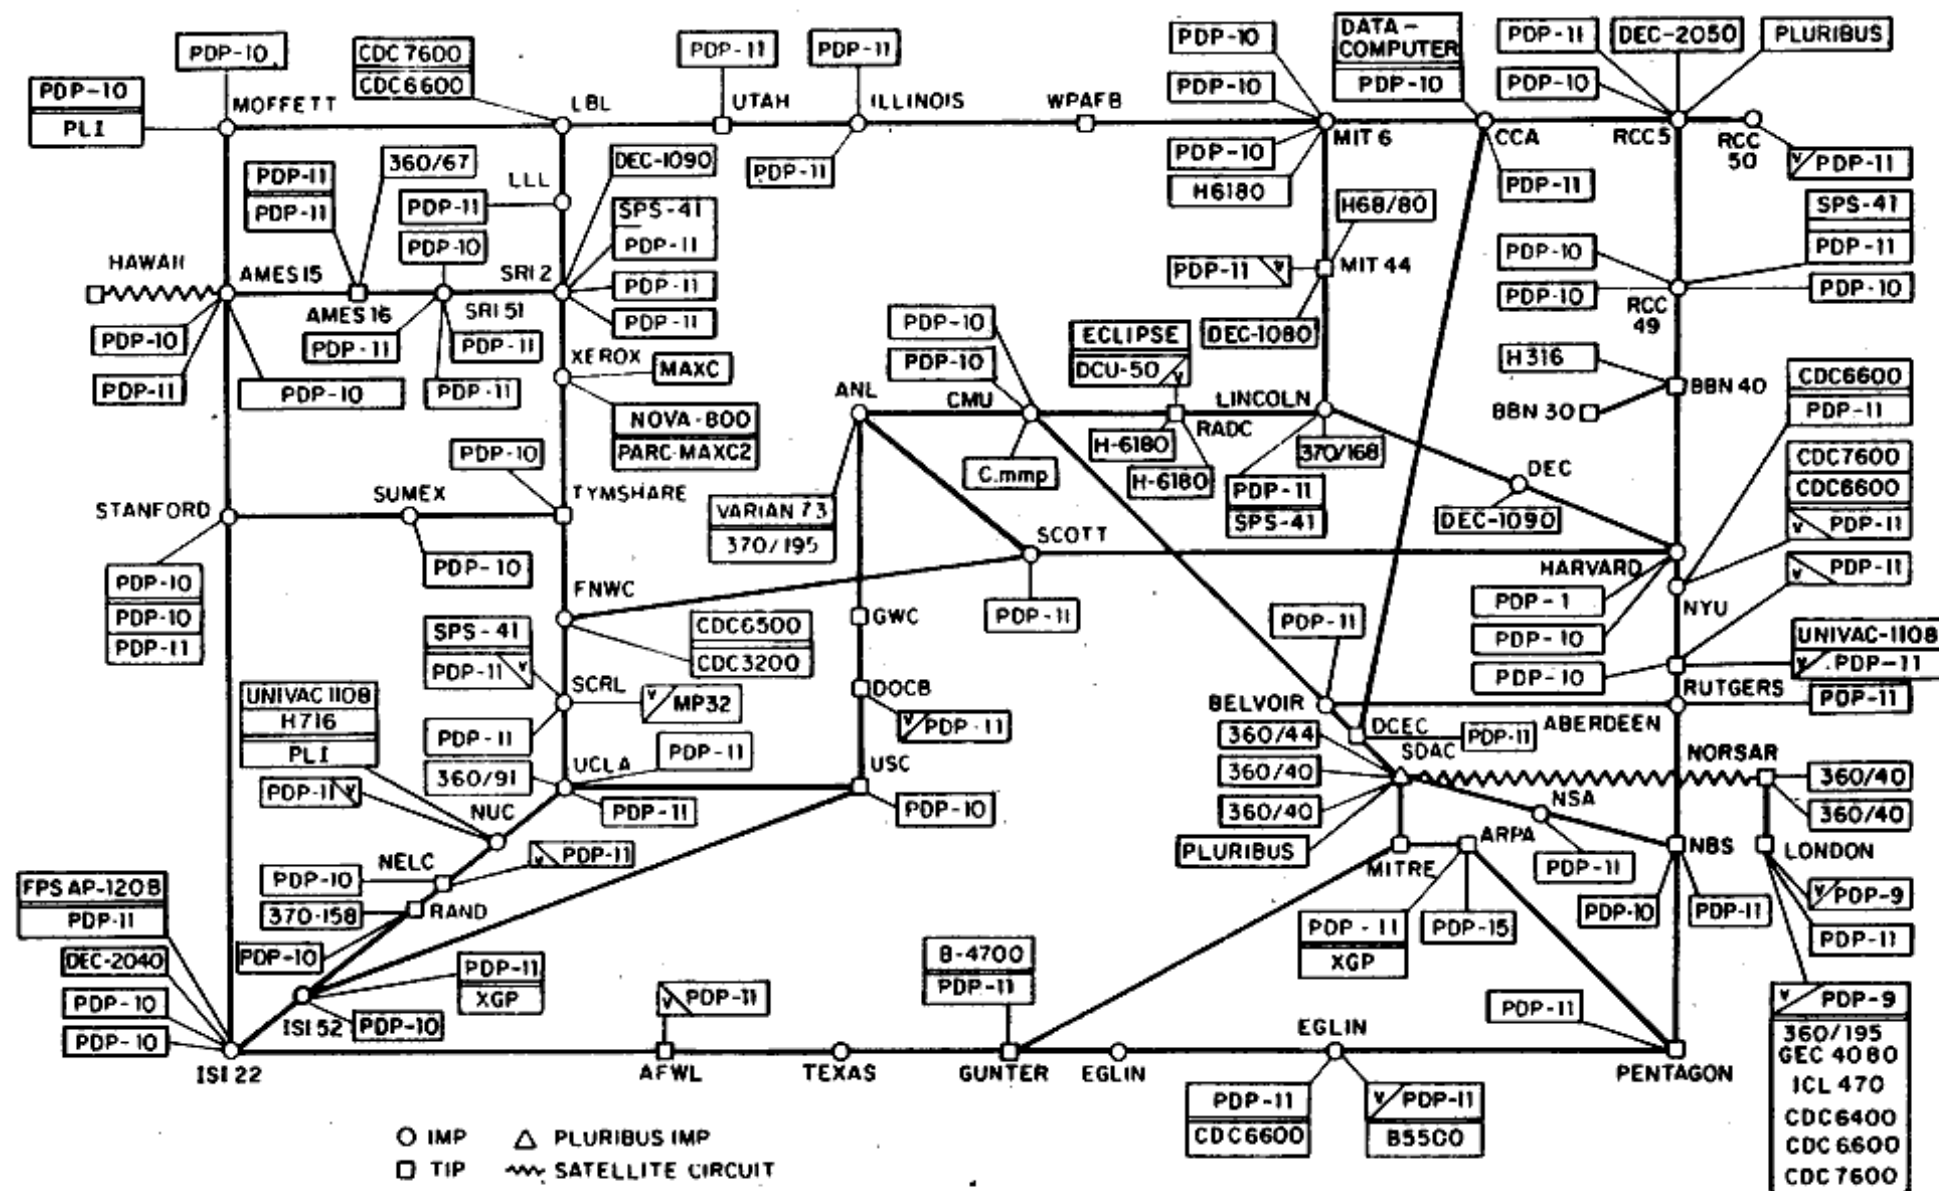 PDP-10
CDC 7600
CDC6600
PDP-11
PDP-11
PDP-10
PDP-10
DATA-
COMPUTER
PDP-10
PDP-11
PDP-10
DEC-2050
PLURIBUS
PDP-10
PLI
MOFFETT
LBL
UTAH
ILLINOIS
WPAFB
MIT 6
CCA
RCC5
RCC
50
PDP-11
PDP-10
H6180
PDP-11
V PDP-11
PDP-11
PDP-11
360/67
LLL
PDP-11
DEC-1090
SPS-41
PDP-11
PDP-11
PDP-11
H68/80
PDP-11 V
MIT 44
DEC-1080
PDP-10
PDP-10
SPS-41
PDP-11
PDP-10
RCC
49
HAWAII
AMES 15
AMES 16
PDP-10
SRI 51
SRI 2
PDP-10
PDP-11
PDP-10
PDP-11
PDP-11
PDP-11
XEROX
MAXC
NOVA-800
PARC-MAXC2
PDP-10
PDP-10
ANL
CMU
C.mmp
ECLIPSE
DCU-50 V
RADC
H-6180
H-6180
LINCOLN
370/168
PDP-11
SPS-41
H316
BBN 40
BBN 30
DEC
DEC-1090
CDC6600
PDP-11
CDC7600
CDC6600
V PDP-11
V PDP-11
STANFORD
SUMEX
PDP-10
TYMSHARE
PDP-10
PDP-10
PDP-10
PDP-11
VARIAN 73
370/195
SCOTT
PDP-11
HARVARD
PDP-1
PDP-10
NYU
PDP-10
FNWC
CDC6500
CDC3200
GWC
SPS-41
PDP-11 V
SCRL
V MP32
PDP-11
DOCB
V PDP-11
PDP-11
BELVOIR
RUTGERS
UNIVAC-1108
V PDP-11
ABERDEEN
PDP-11
UNIVAC 1108
H716
PLI
PDP-11 V
NUC
360/91
UCLA
PDP-11
PDP-11
USC
PDP-10
DCEC
PDP-11
SDAC
360/44
360/40
360/40
PLURIBUS
NORSAR
360/40
360/40
NSA
PDP-11
NBS
PDP-10
PDP-11
LONDON
V PDP-9
PDP-11
V PDP-9
360/195
GEC 4080
ICL 470
CDC6400
CDC6600
CDC7600
MITRE
ARPA
PDP-11
XGP
PDP-15
NELC
PDP-10
V PDP-11
370-158
RAND
PDP-10
FPS AP-120B
PDP-11
DEC-2040
PDP-10
PDP-10
ISI 52
PDP-11
XGP
PDP-10
ISI 22
V PDP-11
AFWL
TEXAS
B-4700
PDP-11
GUNTER
EGLIN
EGLIN
PDP-11
CDC6600
V PDP-11
B5500
PDP-11
PENTAGON
IMP
PLURIBUS IMP
TIP
SATELLITE CIRCUIT